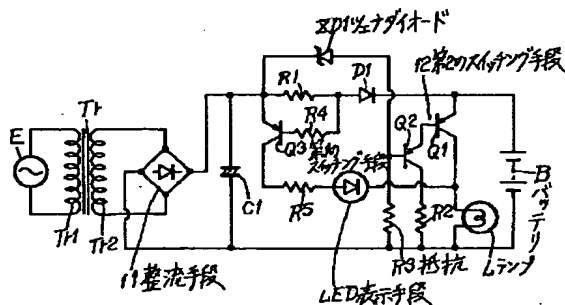 ZD1ツェナダイオード
12第2のスイッチング手段
R1
D1
Tr
R4
Q2
E
Q3
第1の
スイッチング手段
Q1
B
バッテリ
C1
R5
R2
Tr1
Tr2
R3抵抗
Lランプ
11整流手段
LED表示手段